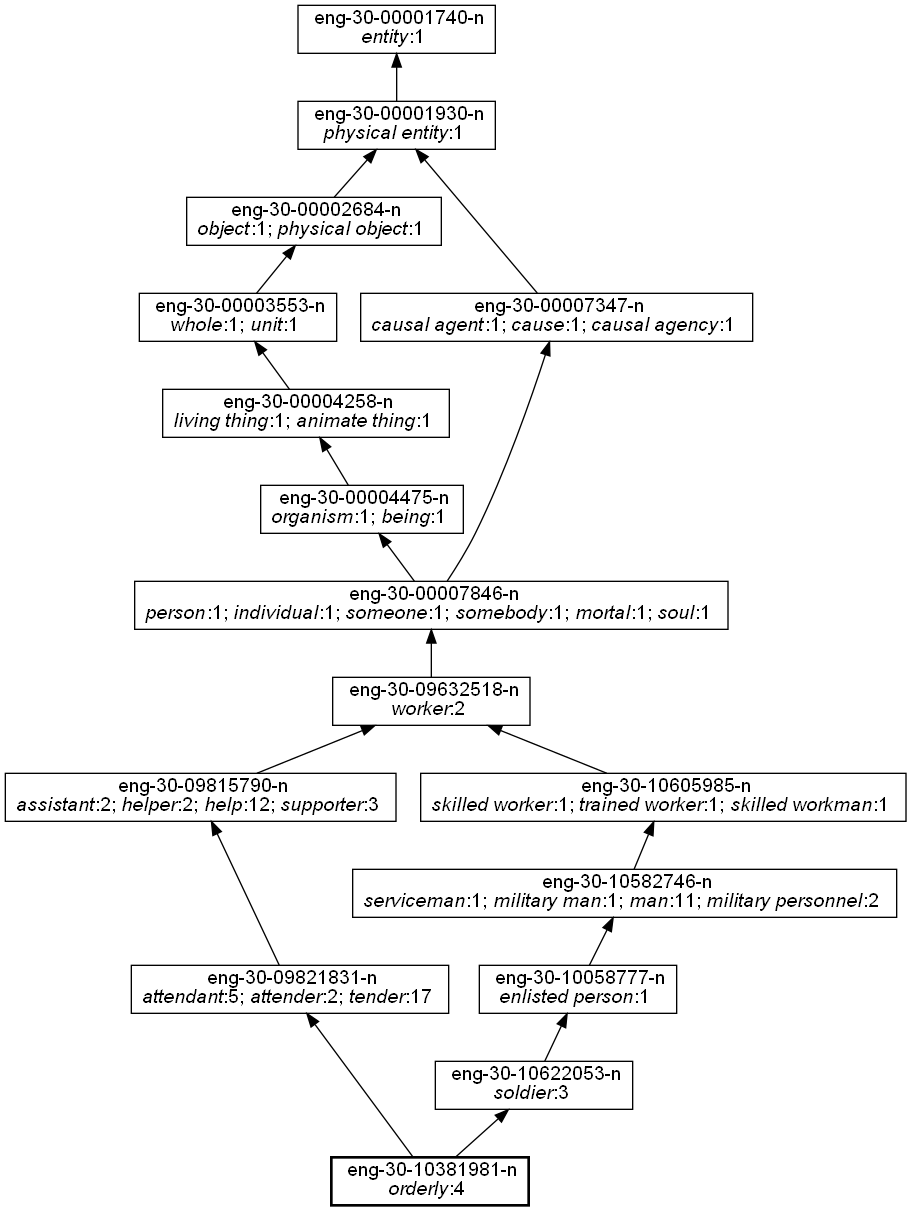 eng-30-00001740-n
entity:1
eng-30-00001930-n
physical entity:1
eng-30-00002684-n
object:1; physical object:1
eng-30-00003553-n
whole:1; unit:1
eng-30-00007347-n
causal agent:1; cause:1; causal agency:1
eng-30-00004258-n
living thing:1; animate thing:1
eng-30-00004475-n
organism:1; being:1
eng-30-00007846-n
person:1; individual:1; someone:1; somebody:1; mortal:1; soul:1
eng-30-09632518-n
worker:2
eng-30-09815790-n
assistant:2; helper:2; help:12; supporter:3
eng-30-10605985-n
skilled worker:1; trained worker:1; skilled workman:1
eng-30-10582746-n
serviceman:1; military man:1; man:11; military personnel:2
eng-30-09821831-n
attendant:5; attender:2; tender:17
eng-30-10058777-n
enlisted person:1
eng-30-10622053-n
soldier:3
eng-30-10381981-n
orderly:4